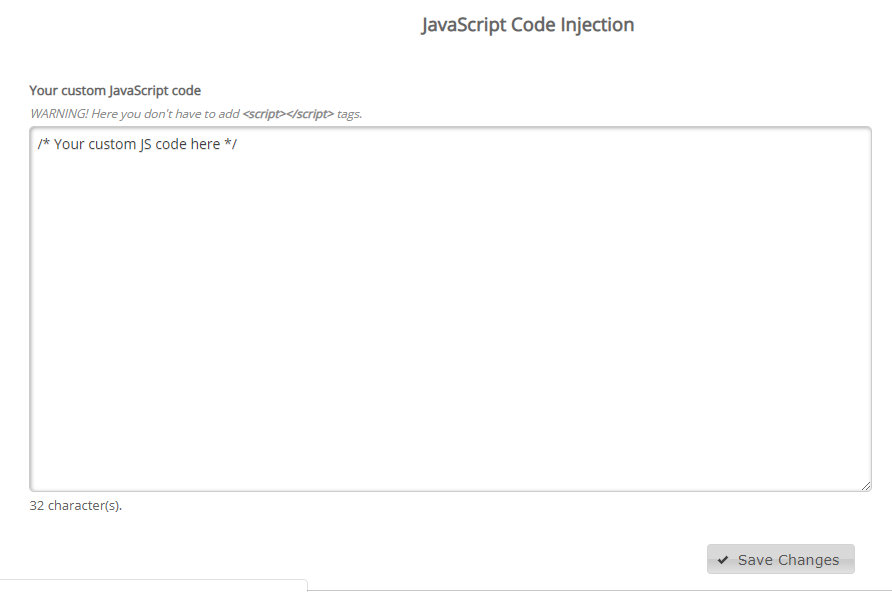 JavaScript Code Injection
Your custom JavaScript code
WARNING! Here you don't have to add <script></script> tags.
/* Your custom JS code here */
32 character(s).
Save Changes